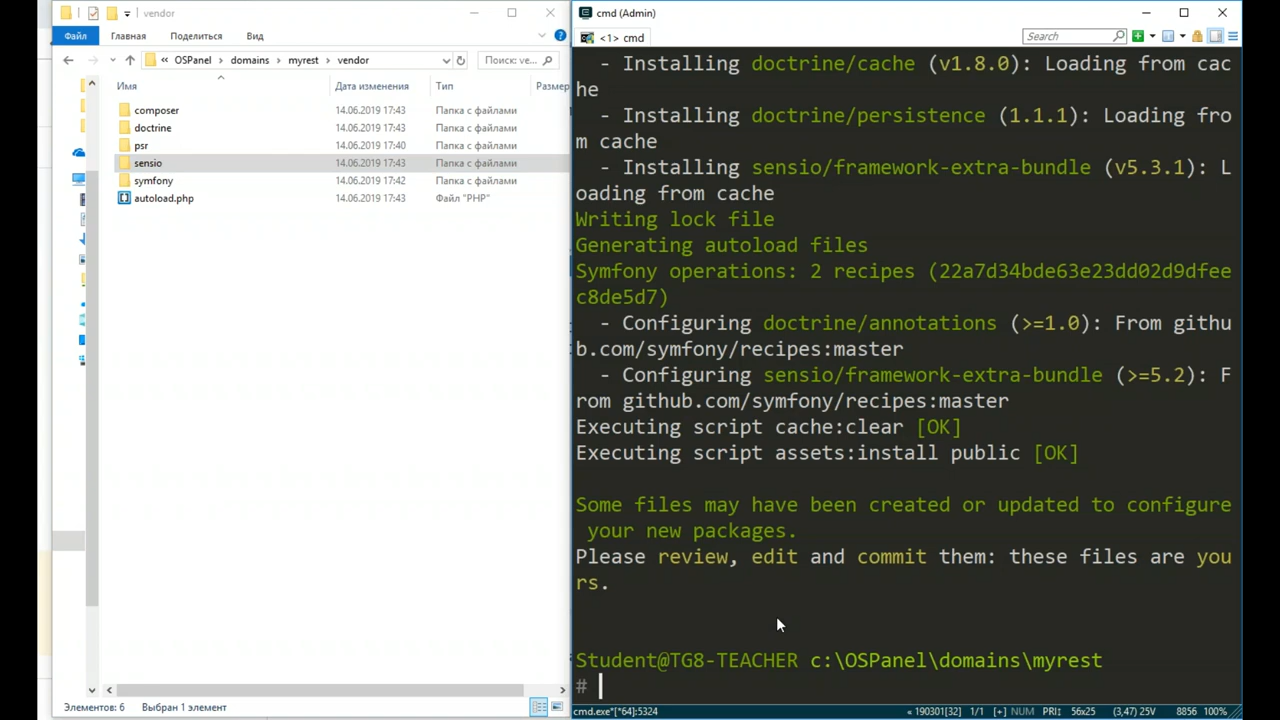 vendor
cmd (Admin)
Файл
Главная
Поделиться
Вид
<1> cmd
Search
« OSPanel › domains › myrest › vendor
Поиск: ve...
Имя
Дата изменения
Тип
Размер
composer 14.06.2019 17:43 Папка с файлами
doctrine 14.06.2019 17:43 Папка с файлами
psr 14.06.2019 17:40 Папка с файлами
sensio 14.06.2019 17:43 Папка с файлами
symfony 14.06.2019 17:42 Папка с файлами
autoload.php 14.06.2019 17:43 Файл "PHP"
Элементов: 6 Выбран 1 элемент
- Installing doctrine/cache (v1.8.0): Loading from cac
he
- Installing doctrine/persistence (1.1.1): Loading fro
m cache
- Installing sensio/framework-extra-bundle (v5.3.1): L
oading from cache
Writing lock file
Generating autoload files
Symfony operations: 2 recipes (22a7d34bde63e23dd02d9dfee
c8de5d7)
- Configuring doctrine/annotations (>=1.0): From githu
b.com/symfony/recipes:master
- Configuring sensio/framework-extra-bundle (>=5.2): F
rom github.com/symfony/recipes:master
Executing script cache:clear [OK]
Executing script assets:install public [OK]
Some files may have been created or updated to configure
your new packages.
Please review, edit and commit them: these files are you
rs.
Student@TG8-TEACHER c:\OSPanel\domains\myrest
#
cmd.exe*[*64]:5324
« 190301[32] 1/1 [+] NUM PRI: 56x25 (3,47) 25V 8856 100%